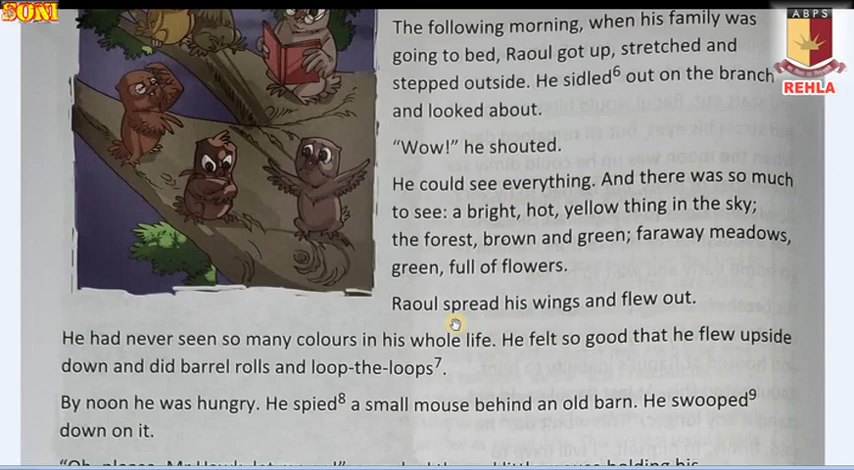 SONI
ABPS
REHLA
The following morning, when his family was
going to bed, Raoul got up, stretched and
stepped outside. He sidled⁶ out on the branch
and looked about.
“Wow!” he shouted.
He could see everything. And there was so much
to see: a bright, hot, yellow thing in the sky;
the forest, brown and green; faraway meadows,
green, full of flowers.
Raoul spread his wings and flew out.
He had never seen so many colours in his whole life. He felt so good that he flew upside
down and did barrel rolls and loop-the-loops⁷.
By noon he was hungry. He spied⁸ a small mouse behind an old barn. He swooped⁹
down on it.